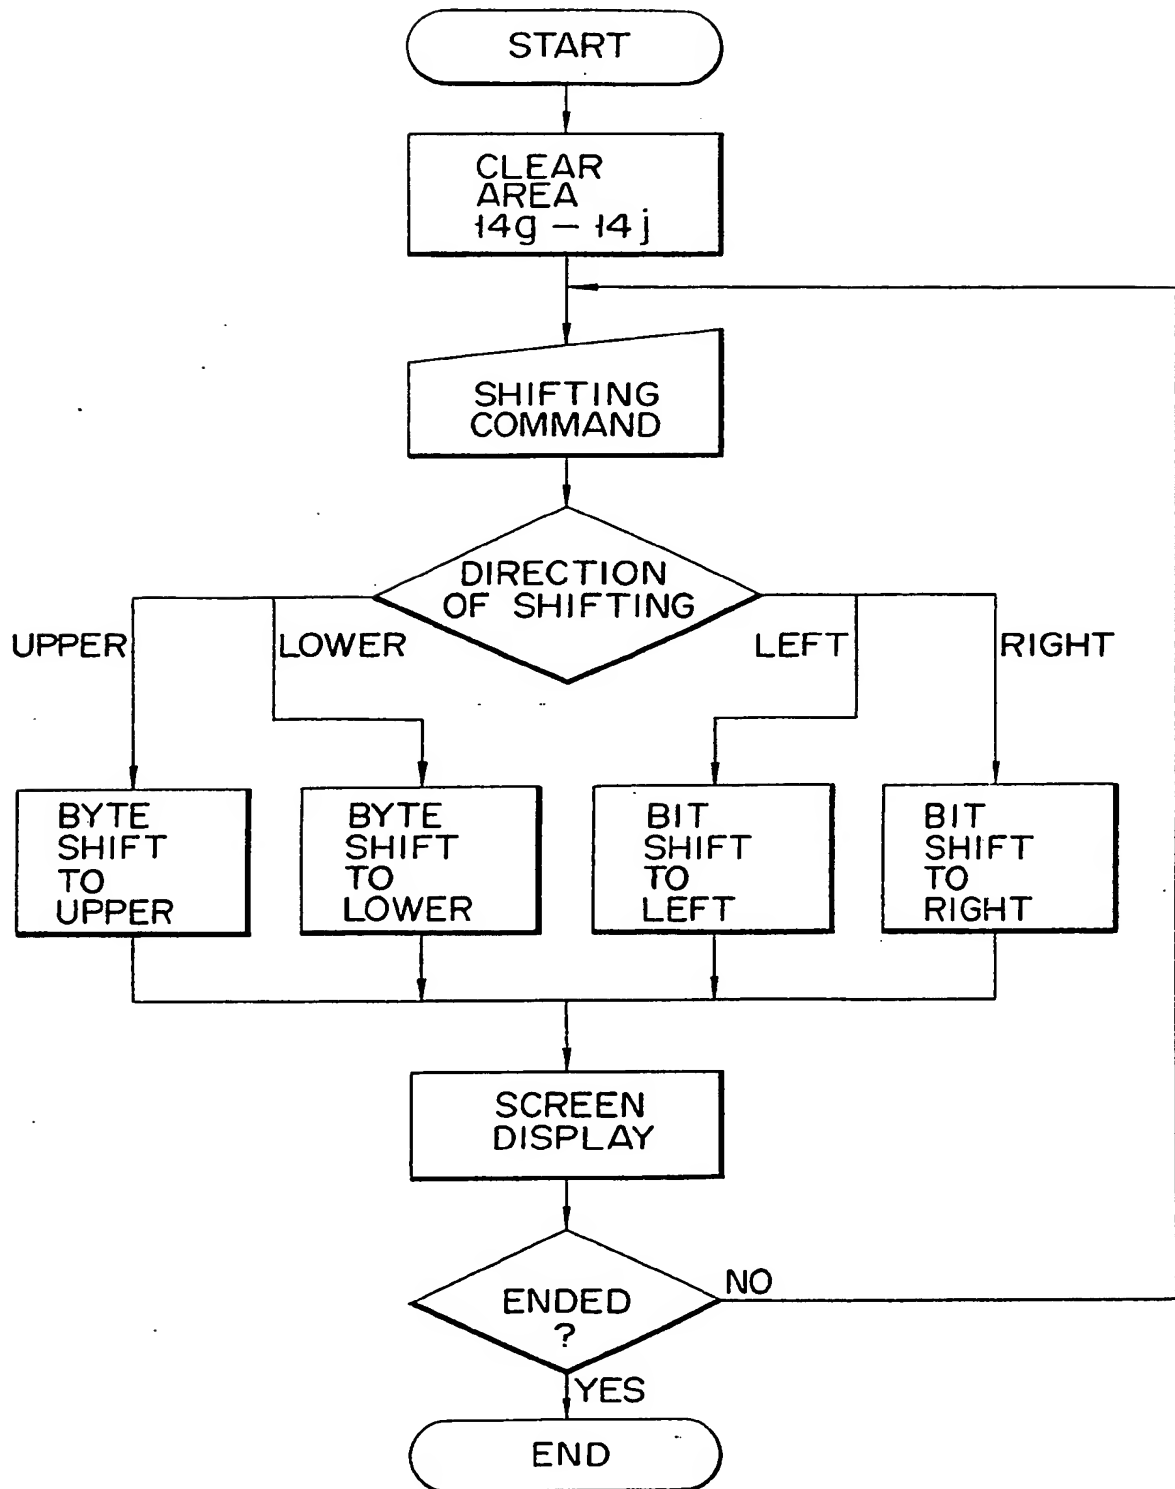 START
CLEAR
AREA
14g — 14j
SHIFTING
COMMAND
DIRECTION
OF SHIFTING
UPPER
LOWER
LEFT
RIGHT
BYTE
SHIFT
TO
UPPER
BYTE
SHIFT
TO
LOWER
BIT
SHIFT
TO
LEFT
BIT
SHIFT
TO
RIGHT
SCREEN
DISPLAY
ENDED
?
NO
YES
END